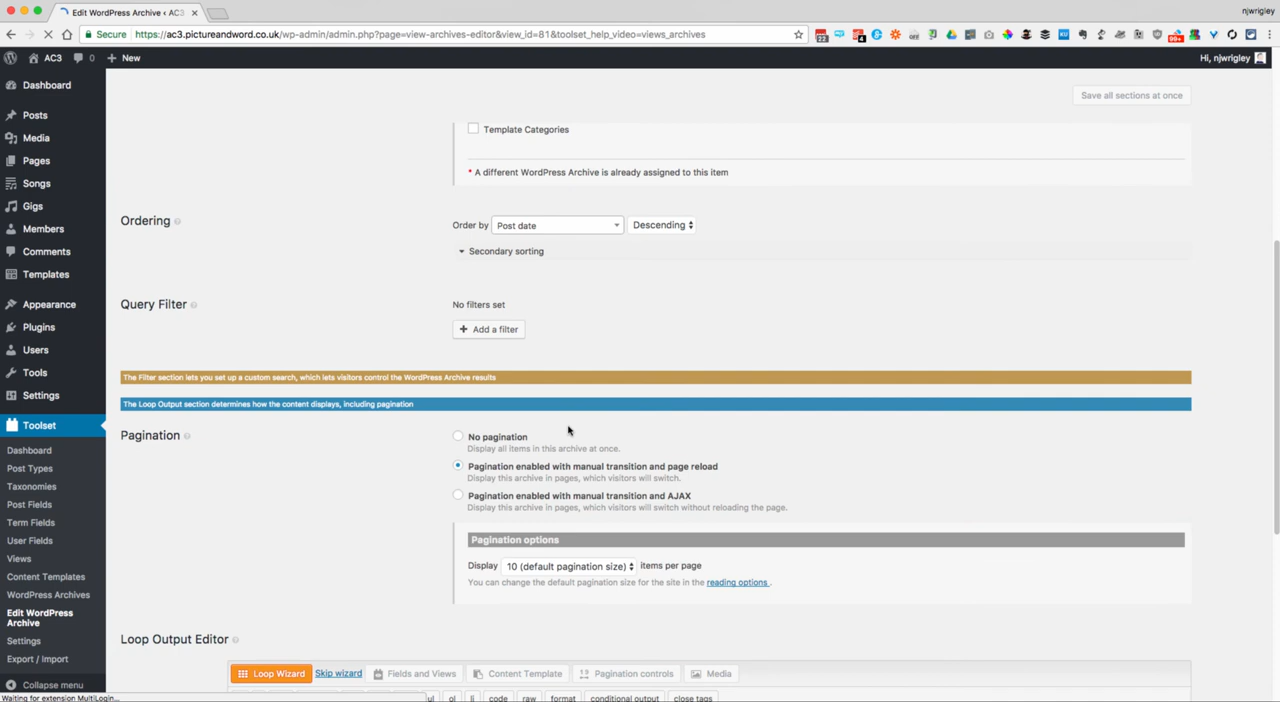 Edit WordPress Archive ‹ AC3
njwrigley
Secure
https://ac3.pictureandword.co.uk/wp-admin/admin.php?page=view-archives-editor&view_id=81&toolset_help_video=views_archives
22
4
OFF
KU
99+
AC3
0
New
Hi, njwrigley
Dashboard
Posts
Media
Pages
Songs
Gigs
Members
Comments
Templates
Appearance
Plugins
Users
Tools
Settings
Toolset
Dashboard
Post Types
Taxonomies
Post Fields
Term Fields
User Fields
Views
Content Templates
WordPress Archives
Edit WordPress
Archive
Settings
Export / Import
Collapse menu
Save all sections at once
Template Categories
* A different WordPress Archive is already assigned to this item
Ordering
Order by Post date Descending
Secondary sorting
Query Filter
No filters set
+ Add a filter
The Filter section lets you set up a custom search, which lets visitors control the WordPress Archive results
The Loop Output section determines how the content displays, including pagination
Pagination
No pagination
Display all items in this archive at once.
Pagination enabled with manual transition and page reload
Display this archive in pages, which visitors will switch.
Pagination enabled with manual transition and AJAX
Display this archive in pages, which visitors will switch without reloading the page.
Pagination options
Display 10 (default pagination size) items per page
You can change the default pagination size for the site in the reading options .
Loop Output Editor
Loop Wizard Skip wizard Fields and Views Content Template Pagination controls Media
ul ol li code raw format conditional output close tags
Waiting for extension MultiLogin...